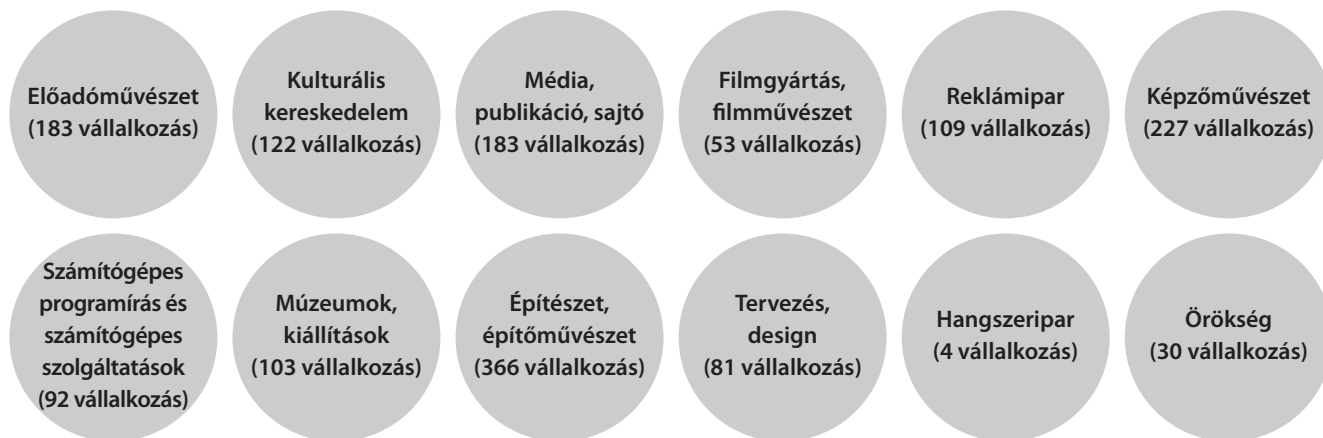 Előadóművészet
(183 vállalkozás)
Kulturális
kereskedelem
(122 vállalkozás)
Média,
publikáció, sajtó
(183 vállalkozás)
Filmgyártás,
filmművészet
(53 vállalkozás)
Reklámipar
(109 vállalkozás)
Képzőművészet
(227 vállalkozás)
Számítógépes
programírás és
számítógépes
szolgáltatások
(92 vállalkozás)
Múzeumok,
kiállítások
(103 vállalkozás)
Építészet,
építőművészet
(366 vállalkozás)
Tervezés,
design
(81 vállalkozás)
Hangszeripar
(4 vállalkozás)
Örökség
(30 vállalkozás)